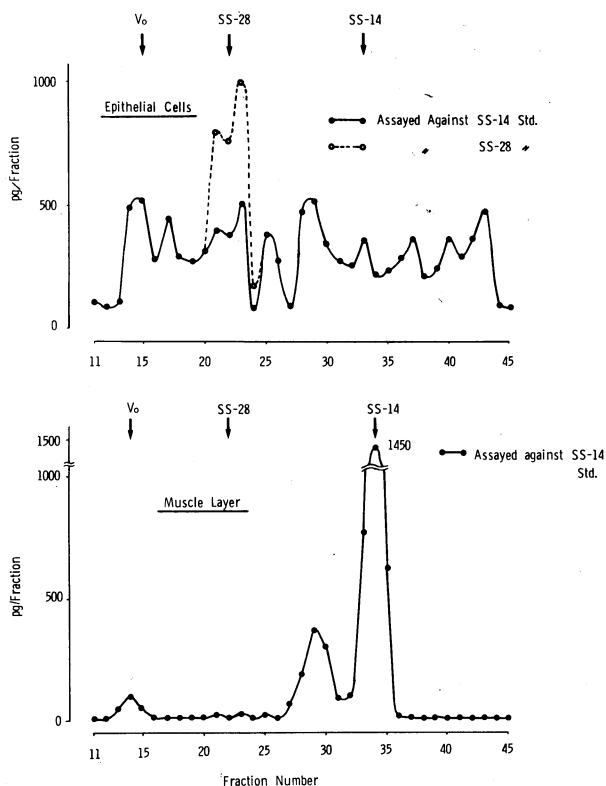 V₀ SS-28 SS-14
1000
Epithelial Cells
Assayed Against SS-14 Std.
″ SS-28 ″
pg/Fraction
500
0
11 15 20 25 30 35 40 45
V₀ SS-28 SS-14
1500
1450
Assayed against SS-14
Std.
1000
Muscle Layer
pg/Fraction
500
0
11 15 20 25 30 35 40 45
Fraction Number